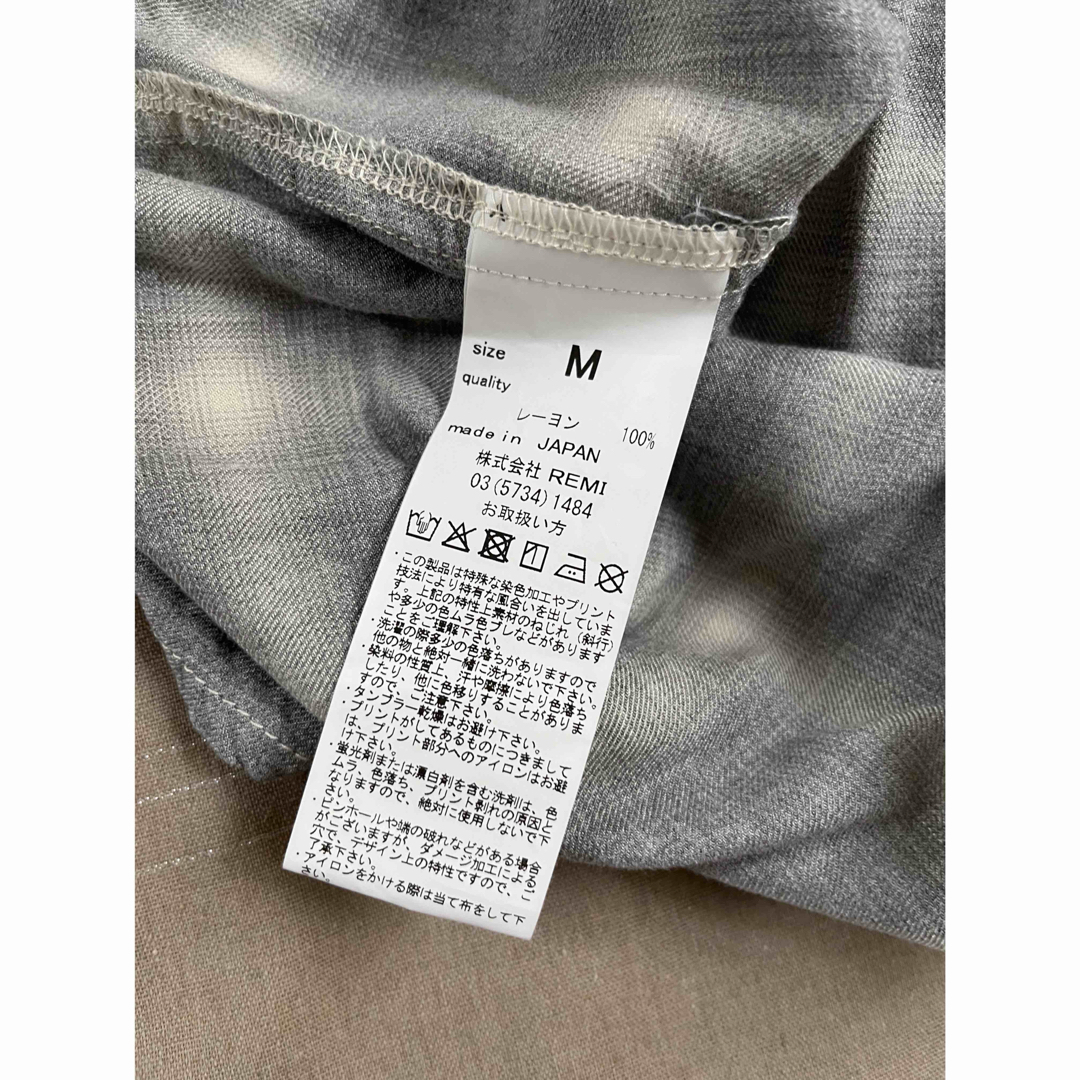 size M
quality
レーヨン 100%
made in JAPAN
株式会社 REMI
03(5734)1484
お取扱い方
・この製品は特殊な染色加工やプリント
技法により特有な風合いを出していま
す。上記の特性上素材のねじれ（斜行）
や多少の色ムラ色ブレなどがあります
ことをご理解下さい。
・洗濯の際多少の色落ちがありますので
他の物と絶対一緒に洗わないで下さい。
・染料の性質上、汗や摩擦により色落ち
したり、他に色移りすることがありま
すので、ご注意下さい。
・タンブラー乾燥はお避け下さい。
・プリントがしてあるものにつきまして
は、プリント部分へのアイロンはお避
け下さい。
・蛍光剤または漂白剤を含む洗剤は、色
ムラ、色落ち、プリント剥れの原因と
なりますので、絶対に使用しないで下
さい。
・ピンホールや端の破れなどがある場合
がございますが、ダメージ加工によるご
穴で、デザイン上の特性ですので、ご
了承下さい。
・アイロンをかける際は当て布をして下
さい。